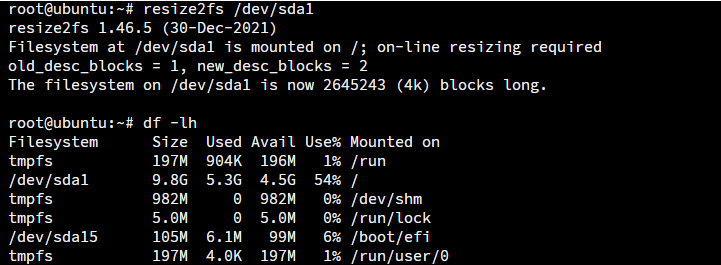 root@ubuntu:~# resize2fs /dev/sda1
resize2fs 1.46.5 (30-Dec-2021)
Filesystem at /dev/sda1 is mounted on /; on-line resizing required
old_desc_blocks = 1, new_desc_blocks = 2
The filesystem on /dev/sda1 is now 2645243 (4k) blocks long.

root@ubuntu:~# df -lh
Filesystem      Size  Used Avail Use% Mounted on
tmpfs           197M  904K  196M   1% /run
/dev/sda1       9.8G  5.3G  4.5G  54% /
tmpfs           982M     0  982M   0% /dev/shm
tmpfs           5.0M     0  5.0M   0% /run/lock
/dev/sda15      105M  6.1M   99M   6% /boot/efi
tmpfs           197M  4.0K  197M   1% /run/user/0